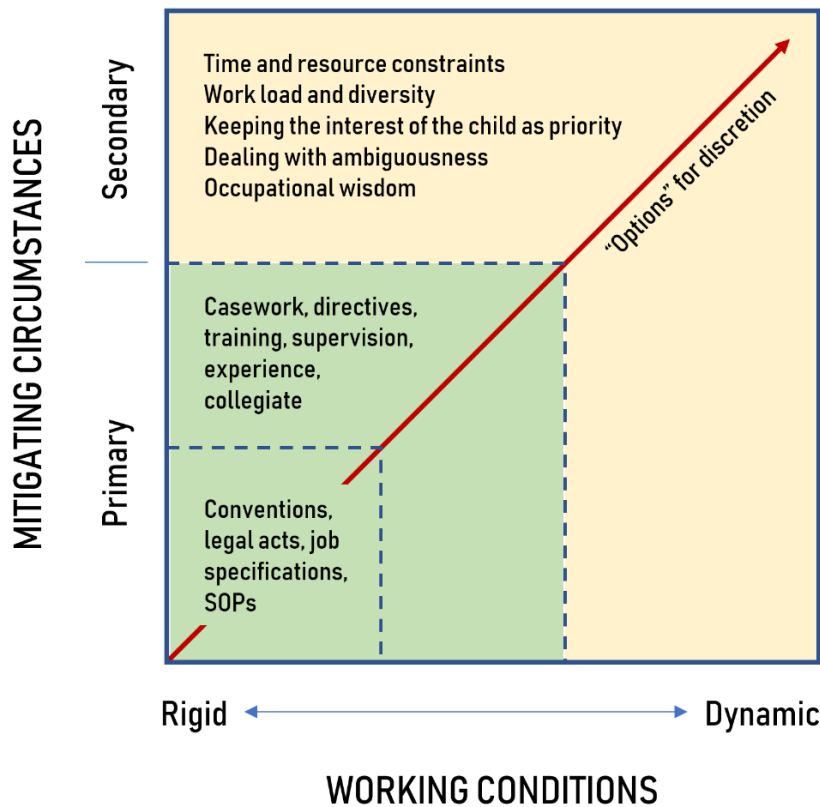 MITIGATING CIRCUMSTANCES
Secondary
Primary
Time and resource constraints
Work load and diversity
Keeping the interest of the child as priority
Dealing with ambiguousness
Occupational wisdom
“Options” for discretion
Casework, directives,
training, supervision,
experience,
collegiate
Conventions,
legal acts, job
specifications,
SOPs
Rigid
Dynamic
WORKING CONDITIONS